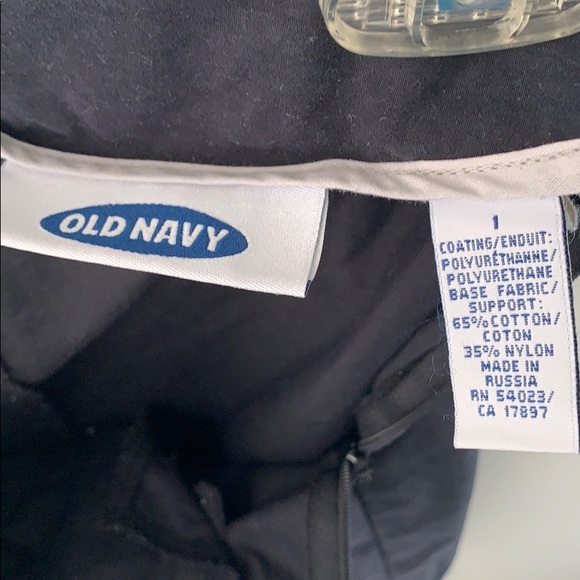 OLD NAVY
1
COATING/ENDUIT:
POLYURÉTHANNE/
POLYURETHANE
BASE FABRIC/
SUPPORT:
65% COTTON/
COTON
35% NYLON
MADE IN
RUSSIA
RN 54023/
CA 17897